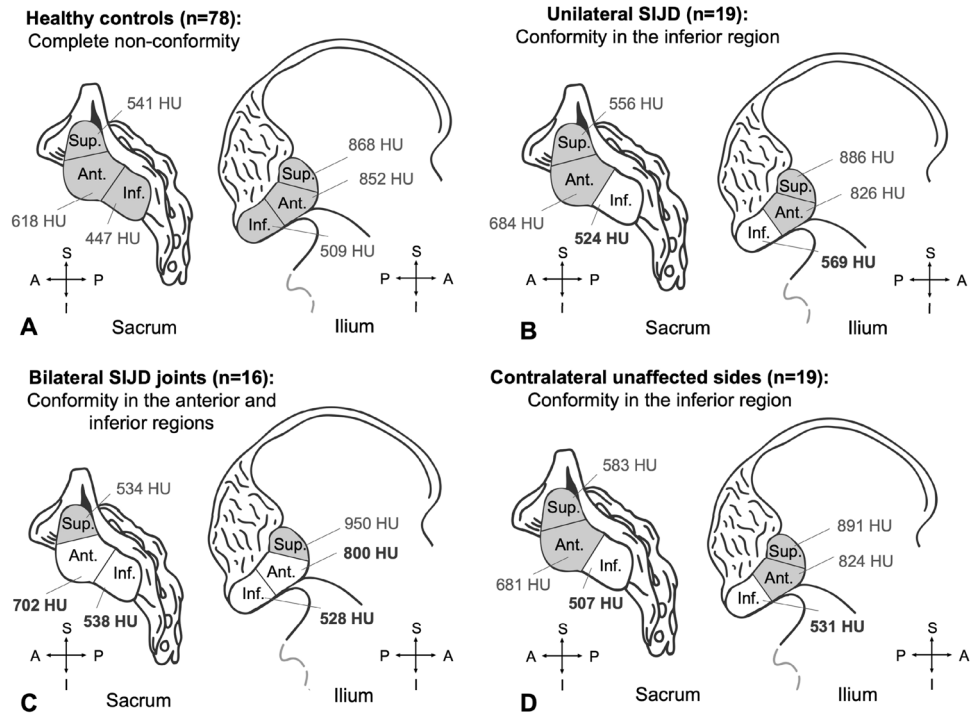 Healthy controls (n=78):
Complete non-conformity
541 HU
Sup.
Ant.
Inf.
618 HU
447 HU
868 HU
852 HU
Sup.
Ant.
Inf.
509 HU
S
A P
I
S
P A
I
A
Sacrum
Ilium
Unilateral SIJD (n=19):
Conformity in the inferior region
556 HU
Sup.
Ant.
Inf.
684 HU
524 HU
886 HU
826 HU
Sup.
Ant.
Inf.
569 HU
S
A P
I
S
P A
I
B
Sacrum
Ilium
Bilateral SIJD joints (n=16):
Conformity in the anterior and
inferior regions
534 HU
Sup.
Ant.
Inf.
702 HU
538 HU
950 HU
800 HU
Sup.
Ant.
Inf.
528 HU
S
A P
I
S
P A
I
C
Sacrum
Ilium
Contralateral unaffected sides (n=19):
Conformity in the inferior region
583 HU
Sup.
Ant.
Inf.
681 HU
507 HU
891 HU
824 HU
Sup.
Ant.
Inf.
531 HU
S
A P
I
S
P A
I
D
Sacrum
Ilium